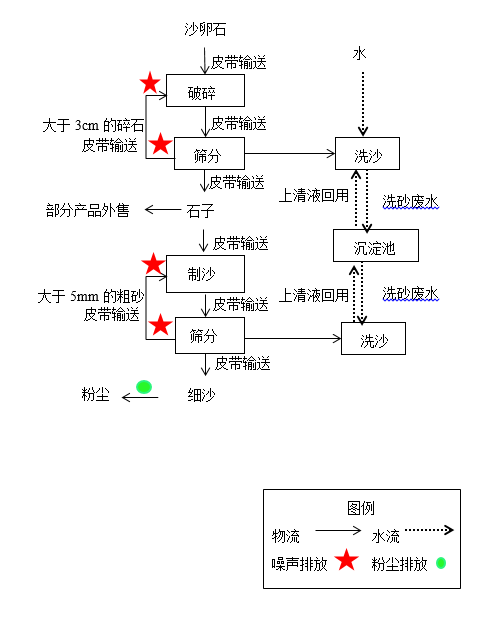 沙卵石
水
皮带输送
破碎
大于 3cm 的碎石
皮带输送
皮带输送
筛分
洗沙
皮带输送
上清液回用
洗砂废水
部分产品外售
石子
皮带输送
沉淀池
制沙
大于 5mm 的粗砂
皮带输送
皮带输送
上清液回用
洗砂废水
筛分
洗沙
皮带输送
粉尘
细沙
图例
物流
水流
噪声排放
粉尘排放